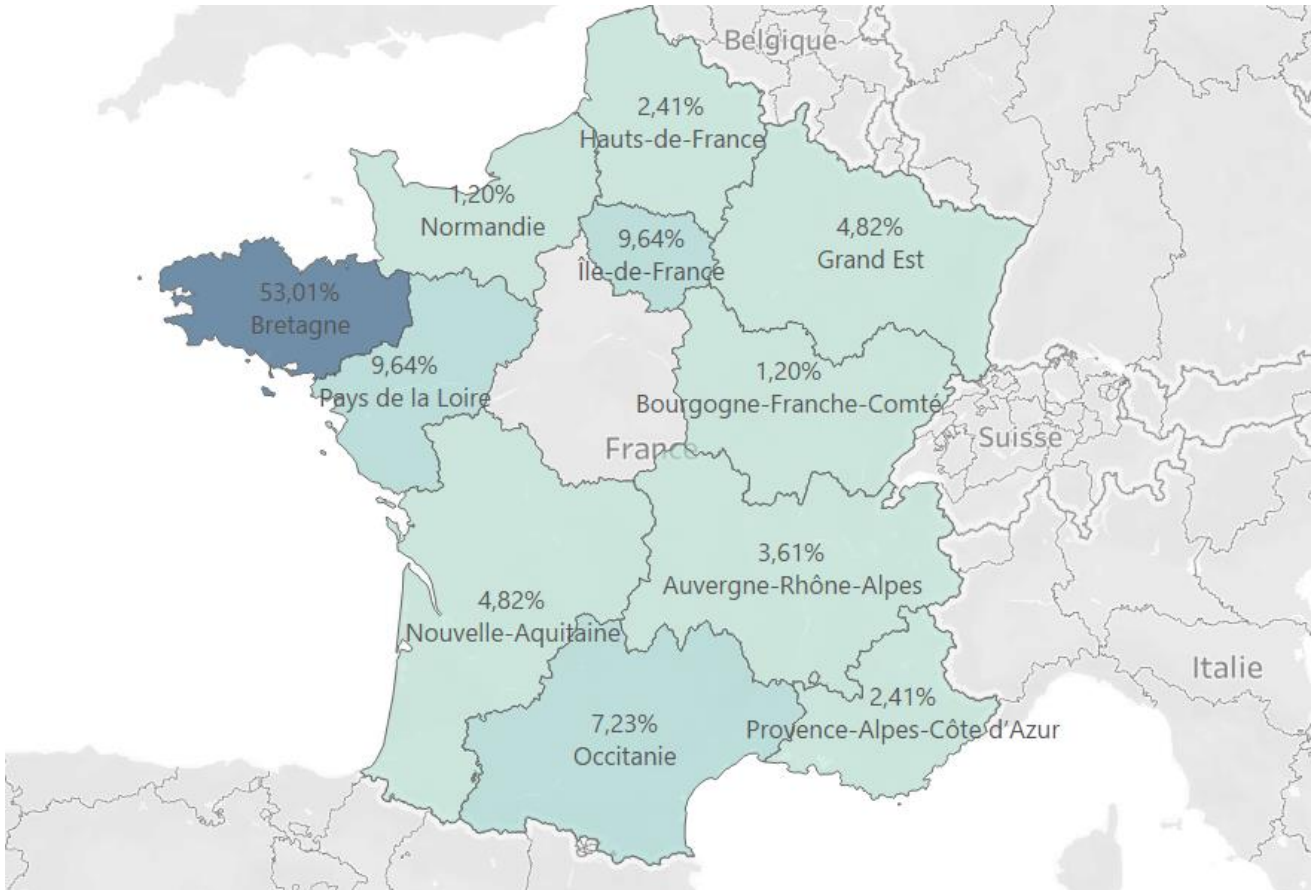 Belgique
2,41%
Hauts-de-France
1,20%
Normandie
9,64%
Île-de-France
4,82%
Grand Est
53,01%
Bretagne
9,64%
Pays de la Loire
1,20%
Bourgogne-Franche-Comté
France
Suisse
3,61%
Auvergne-Rhône-Alpes
4,82%
Nouvelle-Aquitaine
Italie
2,41%
Provence-Alpes-Côte d'Azur
7,23%
Occitanie